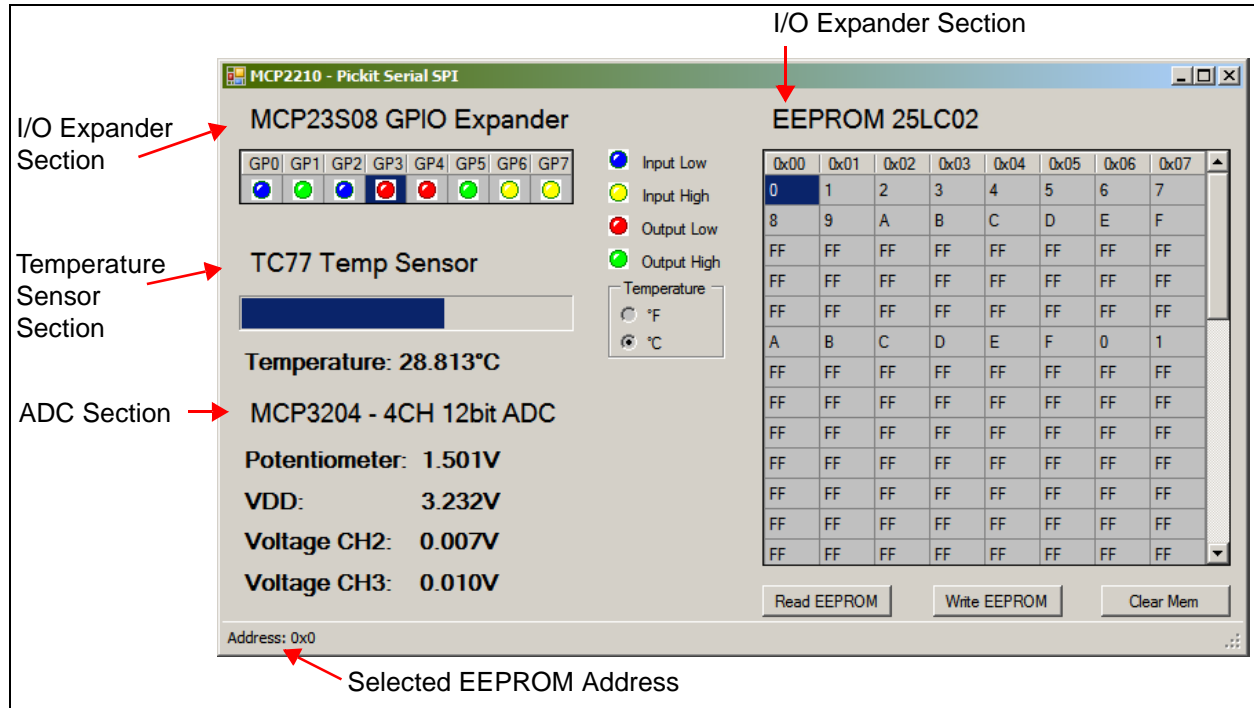 I/O Expander Section
MCP2210 - Pickit Serial SPI
I/O Expander
Section
MCP23S08 GPIO Expander
GP0 GP1 GP2 GP3 GP4 GP5 GP6 GP7
Input Low
Input High
Output Low
Output High
Temperature
Sensor
Section
TC77 Temp Sensor
Temperature
°F
°C
Temperature: 28.813°C
ADC Section
MCP3204 - 4CH 12bit ADC
Potentiometer: 1.501V
VDD: 3.232V
Voltage CH2: 0.007V
Voltage CH3: 0.010V
EEPROM 25LC02
0x00 0x01 0x02 0x03 0x04 0x05 0x06 0x07
0 1 2 3 4 5 6 7
8 9 A B C D E F
FF FF FF FF FF FF FF FF
FF FF FF FF FF FF FF FF
FF FF FF FF FF FF FF FF
A B C D E F 0 1
FF FF FF FF FF FF FF FF
FF FF FF FF FF FF FF FF
FF FF FF FF FF FF FF FF
FF FF FF FF FF FF FF FF
FF FF FF FF FF FF FF FF
FF FF FF FF FF FF FF FF
FF FF FF FF FF FF FF FF
Read EEPROM Write EEPROM Clear Mem
Address: 0x0
Selected EEPROM Address